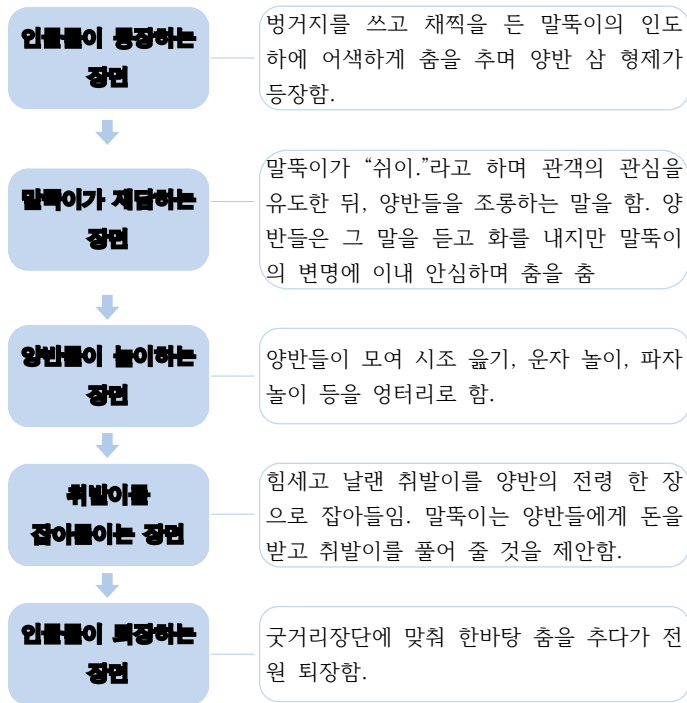 인물들이 등장하는
장면
벙거지를 쓰고 채찍을 든 말뚝이의 인도
하에 어색하게 춤을 추며 양반 삼 형제가
등장함.
말뚝이가 재담하는
장면
말뚝이가 “쉬이.”라고 하며 관객의 관심을
유도한 뒤, 양반들을 조롱하는 말을 함. 양
반들은 그 말을 듣고 화를 내지만 말뚝이
의 변명에 이내 안심하며 춤을 춤
양반들이 놀이하는
장면
양반들이 모여 시조 읊기, 운자 놀이, 파자
놀이 등을 엉터리로 함.
취발이를
잡아들이는 장면
힘세고 날랜 취발이를 양반의 전령 한 장
으로 잡아들임. 말뚝이는 양반들에게 돈을
받고 취발이를 풀어 줄 것을 제안함.
인물들이 퇴장하는
장면
굿거리장단에 맞춰 한바탕 춤을 추다가 전
원 퇴장함.